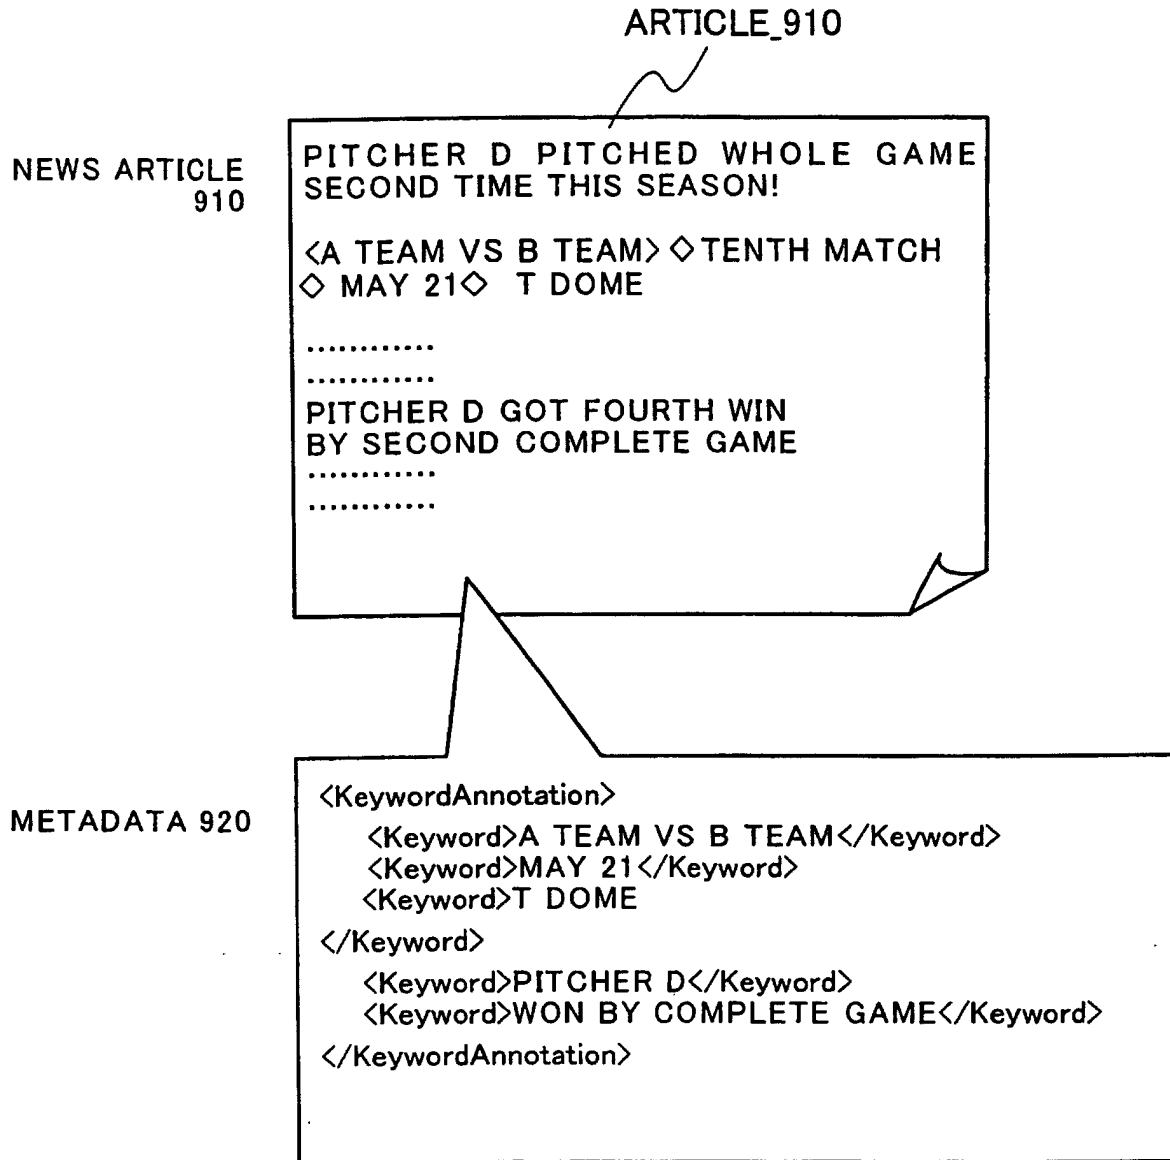 ARTICLE_910
NEWS ARTICLE
910
PITCHER D PITCHED WHOLE GAME
SECOND TIME THIS SEASON!
<A TEAM VS B TEAM> ◇TENTH MATCH
◇ MAY 21◇ T DOME
............
............
PITCHER D GOT FOURTH WIN
BY SECOND COMPLETE GAME
............
............
METADATA 920
<KeywordAnnotation>
<Keyword>A TEAM VS B TEAM</Keyword>
<Keyword>MAY 21</Keyword>
<Keyword>T DOME
</Keyword>
<Keyword>PITCHER D</Keyword>
<Keyword>WON BY COMPLETE GAME</Keyword>
</KeywordAnnotation>